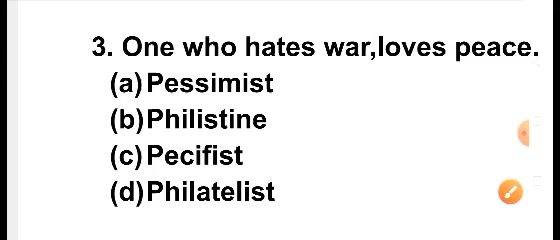 3. One who hates war,loves peace.
(a)Pessimist
(b)Philistine
(c)Pecifist
(d)Philatelist